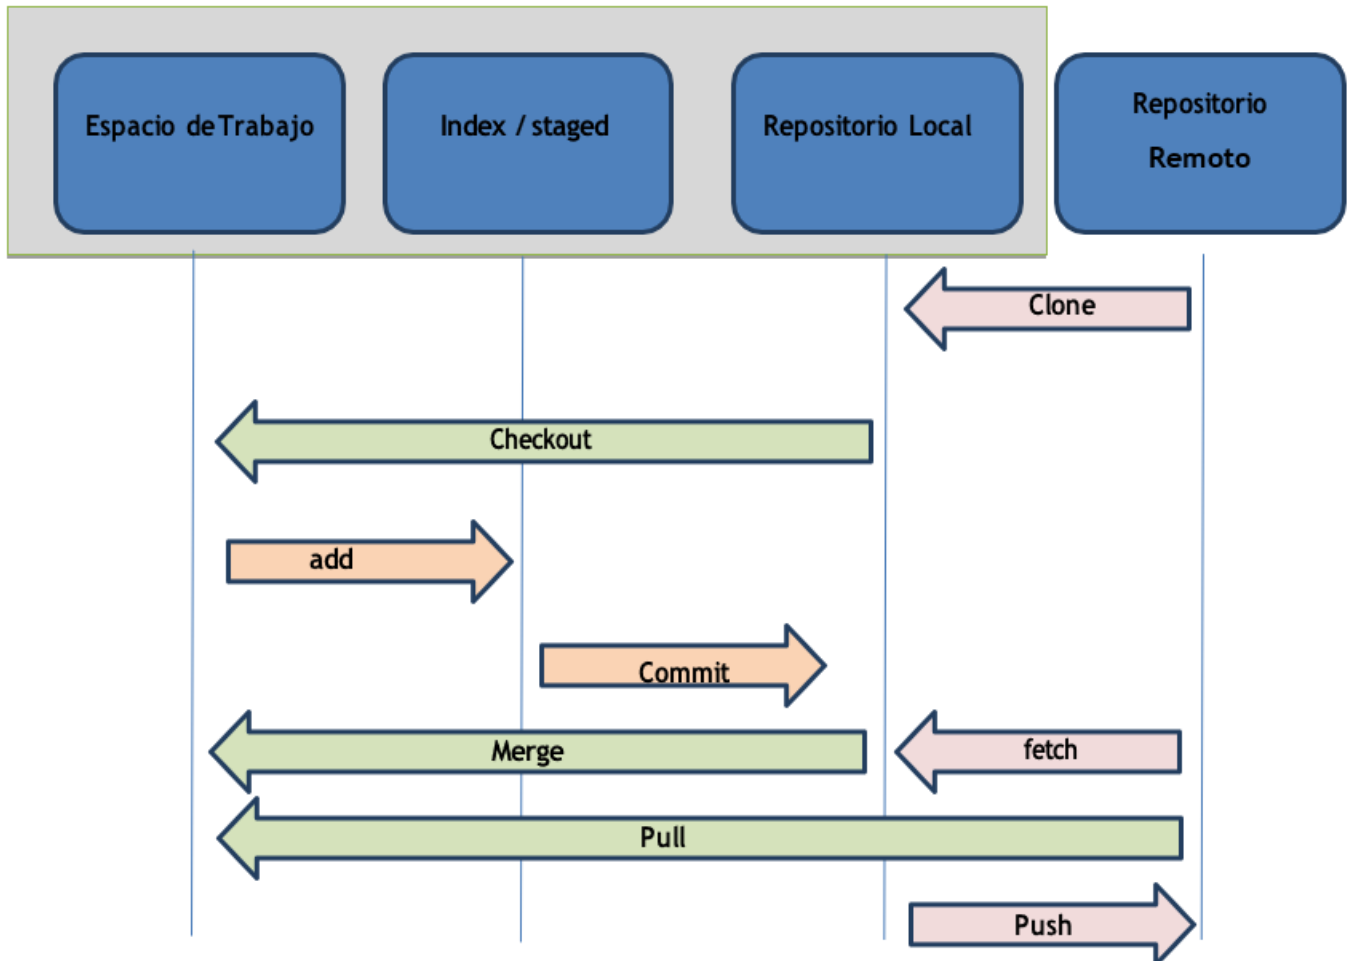 Espacio de Trabajo
Index / staged
Repositorio Local
Repositorio
Remoto
Clone
Checkout
add
Commit
Merge
fetch
Pull
Push